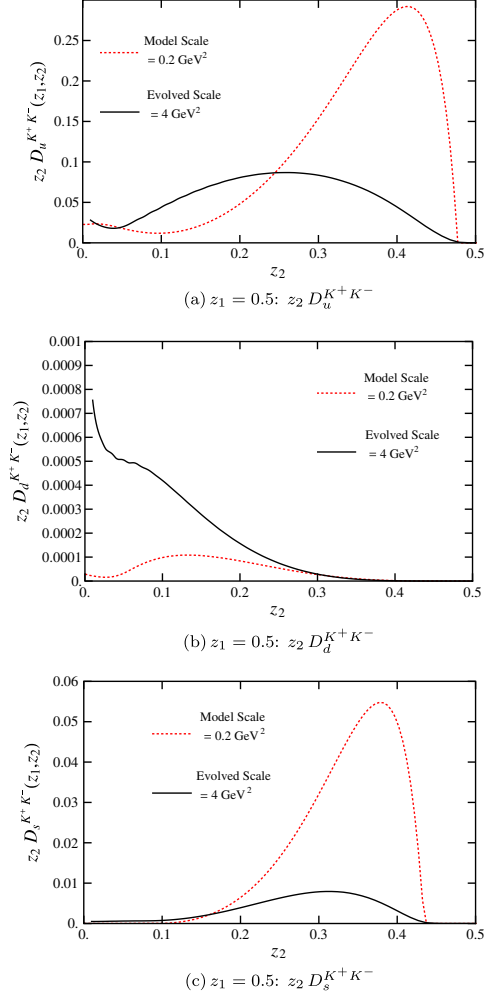 0.25
0.2
0.15
0.1
0.05
0.
z₂ D_u^{K⁺ K⁻}(z₁,z₂)
Model Scale
= 0.2 GeV²
Evolved Scale
= 4 GeV²
0. 0.1 0.2 0.3 0.4 0.5
z₂
(a) z₁ = 0.5: z₂ D_u^{K⁺K⁻}
0.001
0.0009
0.0008
0.0007
0.0006
0.0005
0.0004
0.0003
0.0002
0.0001
0.
z₂ D_d^{K⁺ K⁻}(z₁,z₂)
Model Scale
= 0.2 GeV²
Evolved Scale
= 4 GeV²
0. 0.1 0.2 0.3 0.4 0.5
z₂
(b) z₁ = 0.5: z₂ D_d^{K⁺K⁻}
0.06
0.05
0.04
0.03
0.02
0.01
0.
z₂ D_s^{K⁺ K⁻}(z₁,z₂)
Model Scale
= 0.2 GeV²
Evolved Scale
= 4 GeV²
0. 0.1 0.2 0.3 0.4 0.5
z₂
(c) z₁ = 0.5: z₂ D_s^{K⁺K⁻}